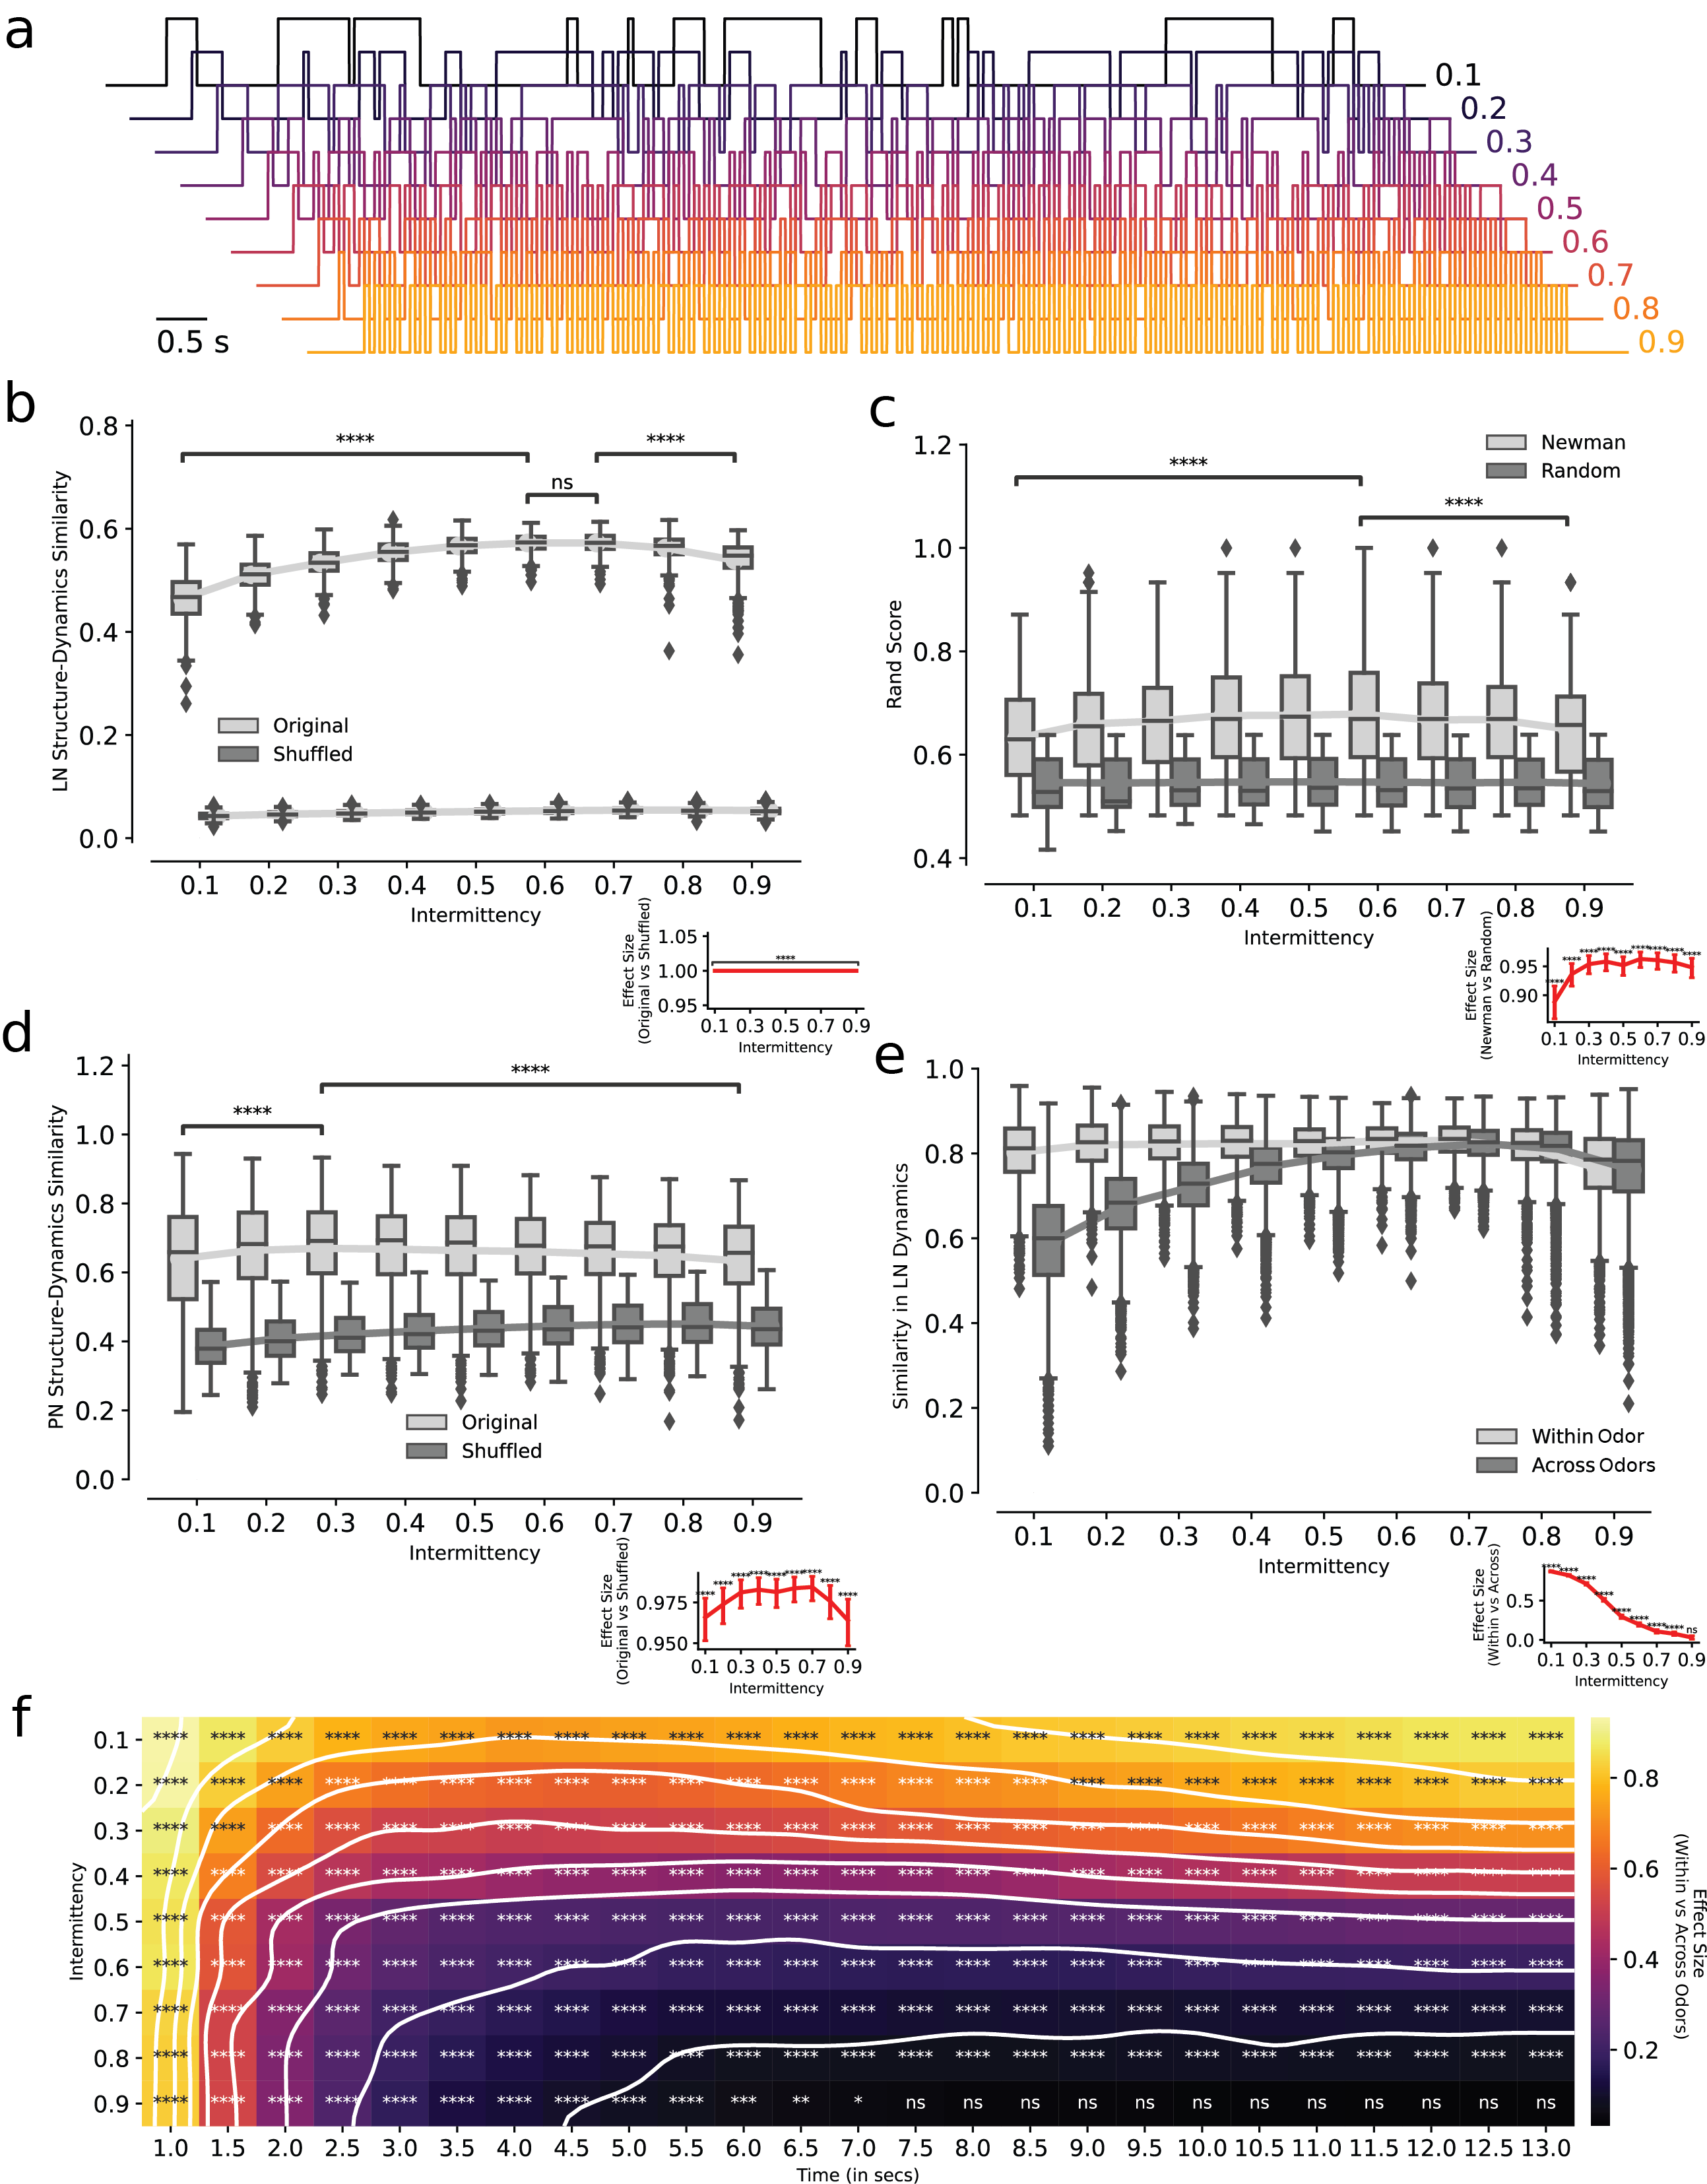 a
0.1
0.2
0.3
0.4
0.5
0.6
0.7
0.8
0.9
0.5 s
b
LN Structure-Dynamics Similarity
0.8
0.6
0.4
0.2
0.0
****
ns
****
Original
Shuffled
0.1 0.2 0.3 0.4 0.5 0.6 0.7 0.8 0.9
Intermittency
Effect Size
(Original vs Shuffled)
1.05
1.00
0.95
****
0.1 0.3 0.5 0.7 0.9
Intermittency
c
Rand Score
1.2
1.0
0.8
0.6
0.4
****
****
Newman
Random
0.1 0.2 0.3 0.4 0.5 0.6 0.7 0.8 0.9
Intermittency
Effect Size
(Newman vs Random)
0.95
0.90
**** **** **** **** **** **** **** **** ****
0.1 0.3 0.5 0.7 0.9
Intermittency
d
PN Structure-Dynamics Similarity
1.2
1.0
0.8
0.6
0.4
0.2
0.0
****
****
Original
Shuffled
0.1 0.2 0.3 0.4 0.5 0.6 0.7 0.8 0.9
Intermittency
Effect Size
(Original vs Shuffled)
0.975
0.950
**** **** **** **** **** **** **** **** ****
0.1 0.3 0.5 0.7 0.9
Intermittency
e
Similarity in LN Dynamics
1.0
0.8
0.6
0.4
0.2
0.0
Within Odor
Across Odors
0.1 0.2 0.3 0.4 0.5 0.6 0.7 0.8 0.9
Intermittency
Effect Size
(Within vs Across)
0.5
0.0
**** **** **** **** **** **** **** **** ns
0.1 0.3 0.5 0.7 0.9
Intermittency
f
Intermittency
0.1 **** **** **** **** **** **** **** **** **** **** **** **** **** **** **** **** **** **** **** **** **** **** **** **** ****
0.2 **** **** **** **** **** **** **** **** **** **** **** **** **** **** **** **** **** **** **** **** **** **** **** **** ****
0.3 **** **** **** **** **** **** **** **** **** **** **** **** **** **** **** **** **** **** **** **** **** **** **** **** ****
0.4 **** **** **** **** **** **** **** **** **** **** **** **** **** **** **** **** **** **** **** **** **** **** **** **** ****
0.5 **** **** **** **** **** **** **** **** **** **** **** **** **** **** **** **** **** **** **** **** **** **** **** **** ****
0.6 **** **** **** **** **** **** **** **** **** **** **** **** **** **** **** **** **** **** **** **** **** **** **** **** ****
0.7 **** **** **** **** **** **** **** **** **** **** **** **** **** **** **** **** **** **** **** **** **** **** **** **** ****
0.8 **** **** **** **** **** **** **** **** **** **** **** **** **** **** **** **** **** **** **** **** **** **** **** **** ****
0.9 **** **** **** **** **** **** **** **** **** **** *** ** * ns ns ns ns ns ns ns ns ns ns ns ns
1.0 1.5 2.0 2.5 3.0 3.5 4.0 4.5 5.0 5.5 6.0 6.5 7.0 7.5 8.0 8.5 9.0 9.5 10.0 10.5 11.0 11.5 12.0 12.5 13.0
Time (in secs)
0.8
0.6
0.4
0.2
Effect Size
(Within vs Across Odors)